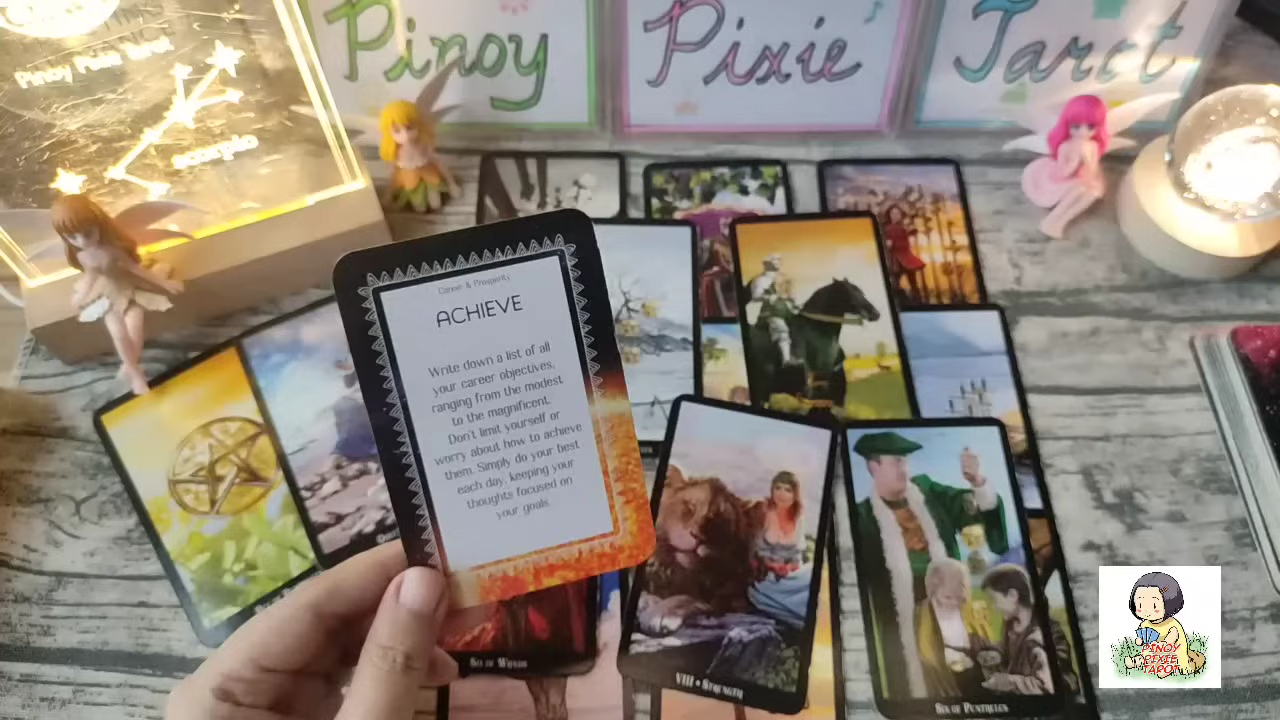 Pinoy Pixie Tarot
Pinoy Pixie Tarot
scorpio
Career & Prosperity
ACHIEVE
Write down a list of all
your career objectives,
ranging from the modest
to the magnificent.
Don't limit yourself or
worry about how to achieve
them. Simply do your best
each day, keeping your
thoughts focused on
your goals.
SIX OF WANDS
VIII • STRENGTH
SIX OF PENTACLES
PINOY
PIXIE
TAROT